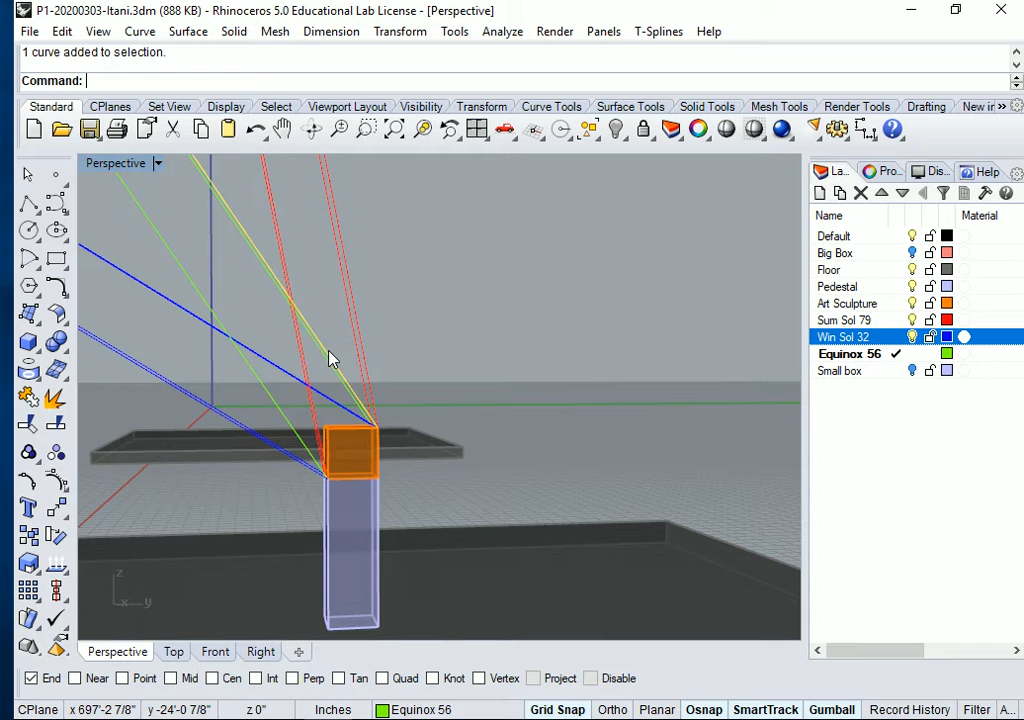 P1-20200303-Itani.3dm (888 KB) - Rhinoceros 5.0 Educational Lab License - [Perspective]
File Edit View Curve Surface Solid Mesh Dimension Transform Tools Analyze Render Panels T-Splines Help
1 curve added to selection.
Command:
Standard CPlanes Set View Display Select Viewport Layout Visibility Transform Curve Tools Surface Tools Solid Tools Mesh Tools Render Tools Drafting New in »
Perspective
La... Pro... Dis... Help
Name Material
Default
Big Box
Floor
Pedestal
Art Sculpture
Sum Sol 79
Win Sol 32
Equinox 56
Small box
z
x y
Perspective Top Front Right
End Near Point Mid Cen Int Perp Tan Quad Knot Vertex Project Disable
CPlane x 697'-2 7/8" y -24'-0 7/8" z 0" Inches Equinox 56 Grid Snap Ortho Planar Osnap SmartTrack Gumball Record History Filter A...